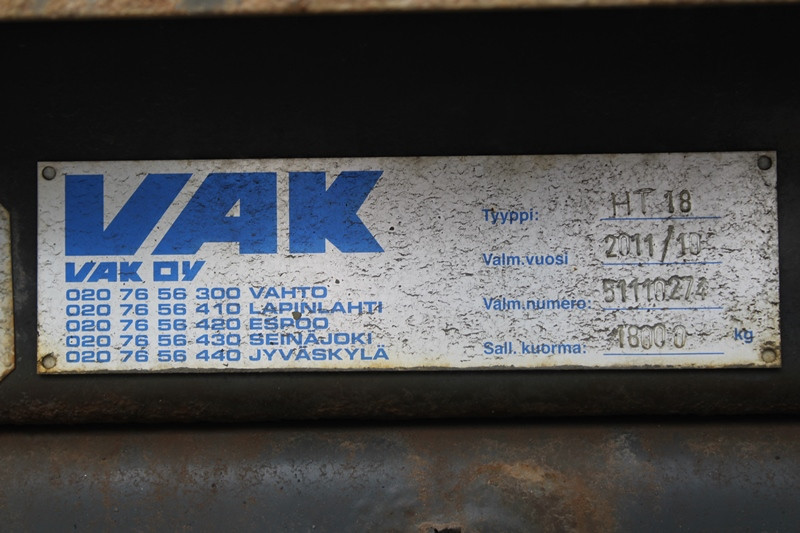 VAK
VAK OY
020 76 56 300 VAHTO
020 76 56 410 LAPINLAHTI
020 76 56 420 ESPOO
020 76 56 430 SEINÄJOKI
020 76 56 440 JYVÄSKYLÄ
Tyyppi: HT 18
Valm.vuosi 2011/10
Valm.numero: 51110274
Sall. kuorma: 18000 kg